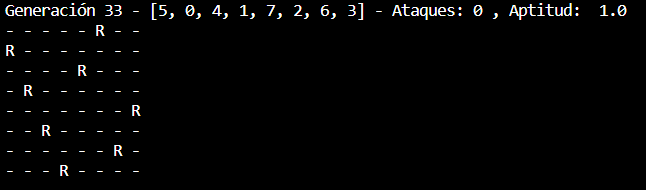 Generación 33 - [5, 0, 4, 1, 7, 2, 6, 3] - Ataques: 0 , Aptitud:  1.0
- - - - - R - -
R - - - - - - -
- - - - R - - -
- R - - - - - -
- - - - - - - R
- - R - - - - -
- - - - - - R -
- - - R - - - -